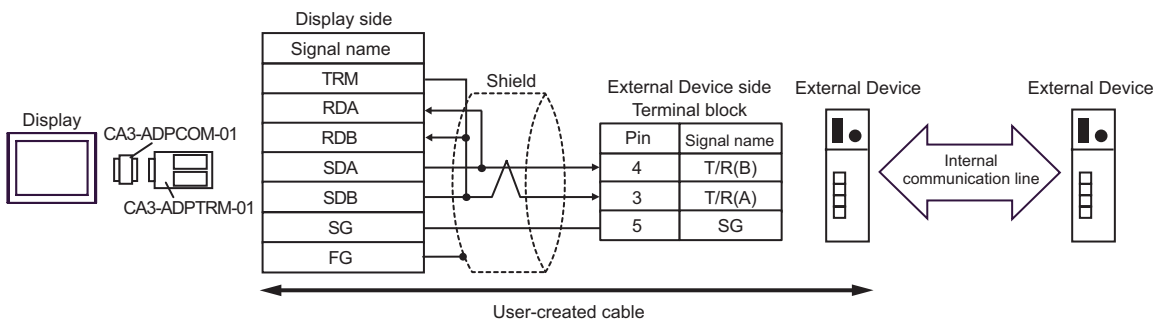 Display side
Signal name
TRM
RDA
RDB
SDA
SDB
SG
FG
Shield
Display
CA3-ADPCOM-01
CA3-ADPTRM-01
External Device side
Terminal block
Pin Signal name
4 T/R(B)
3 T/R(A)
5 SG
External Device
External Device
Internal
communication line
User-created cable